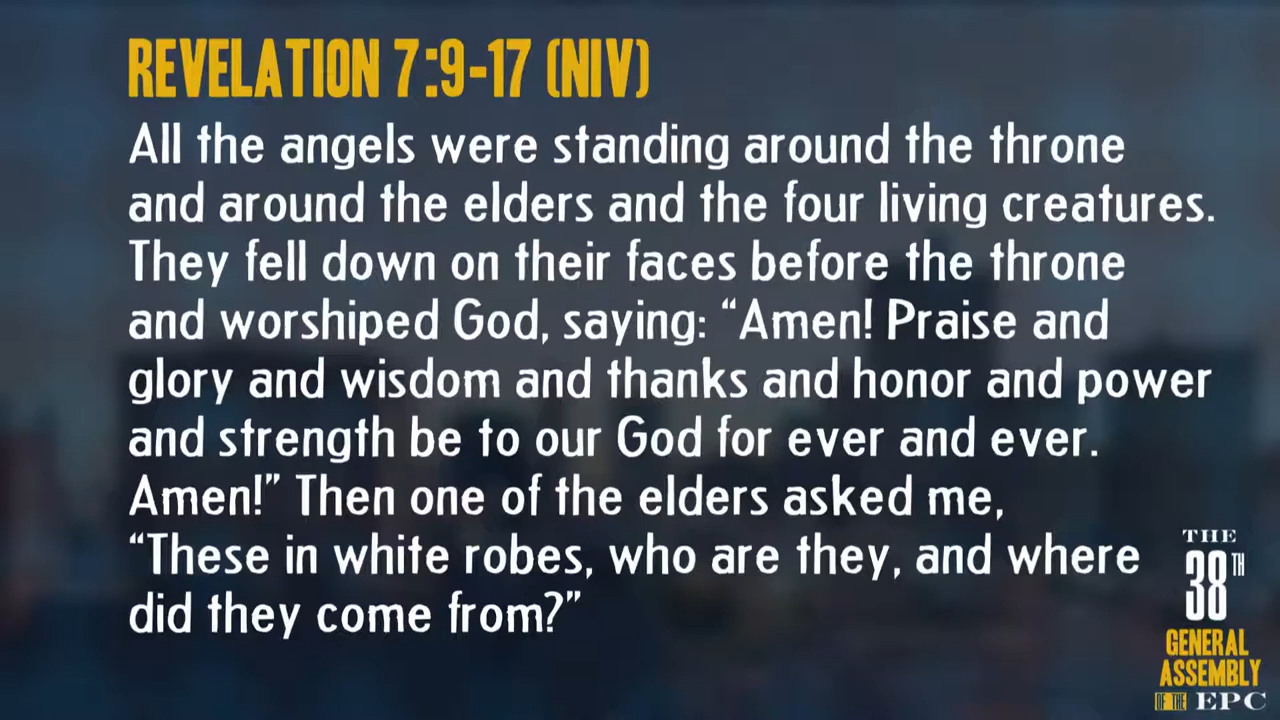 REVELATION 7:9-17 (NIV)
All the angels were standing around the throne
and around the elders and the four living creatures.
They fell down on their faces before the throne
and worshiped God, saying: “Amen! Praise and
glory and wisdom and thanks and honor and power
and strength be to our God for ever and ever.
Amen!” Then one of the elders asked me,
“These in white robes, who are they, and where
did they come from?”
THE
38TH
GENERAL
ASSEMBLY
OF THE EPC